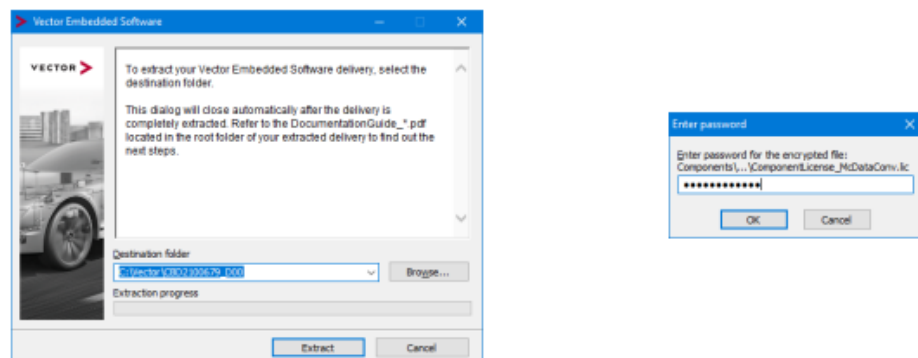 Vector Embedded Software
VECTOR
To extract your Vector Embedded Software delivery, select the
destination folder.
This dialog will close automatically after the delivery is
completely extracted. Refer to the DocumentationGuide_*.pdf
located in the root folder of your extracted delivery to find out the
next steps.
Destination folder
C:\Vector\CBD2100679_D00
Browse...
Extraction progress
Extract
Cancel
Enter password
Enter password for the encrypted file:
Components\,...\ComponentLicense_McDataConv.lic
OK
Cancel